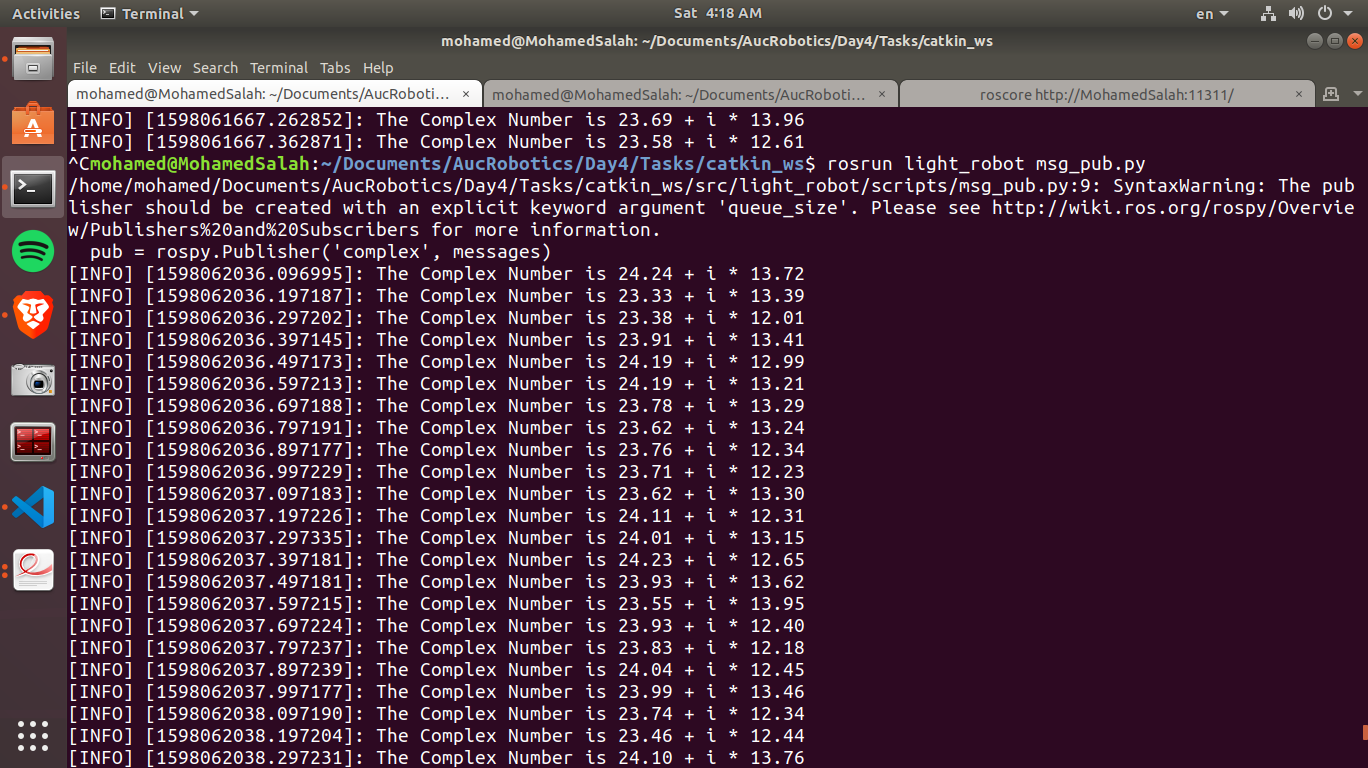 Activities Terminal Sat 4:18 AM en
mohamed@MohamedSalah: ~/Documents/AucRobotics/Day4/Tasks/catkin_ws
File Edit View Search Terminal Tabs Help
mohamed@MohamedSalah: ~/Documents/AucRoboti… × mohamed@MohamedSalah: ~/Documents/AucRoboti… × roscore http://MohamedSalah:11311/ ×
[INFO] [1598061667.262852]: The Complex Number is 23.69 + i * 13.96
[INFO] [1598061667.362871]: The Complex Number is 23.58 + i * 12.61
^Cmohamed@MohamedSalah:~/Documents/AucRobotics/Day4/Tasks/catkin_ws$ rosrun light_robot msg_pub.py
/home/mohamed/Documents/AucRobotics/Day4/Tasks/catkin_ws/src/light_robot/scripts/msg_pub.py:9: SyntaxWarning: The pub
lisher should be created with an explicit keyword argument 'queue_size'. Please see http://wiki.ros.org/rospy/Overvie
w/Publishers%20and%20Subscribers for more information.
  pub = rospy.Publisher('complex', messages)
[INFO] [1598062036.096995]: The Complex Number is 24.24 + i * 13.72
[INFO] [1598062036.197187]: The Complex Number is 23.33 + i * 13.39
[INFO] [1598062036.297202]: The Complex Number is 23.38 + i * 12.01
[INFO] [1598062036.397145]: The Complex Number is 23.91 + i * 13.41
[INFO] [1598062036.497173]: The Complex Number is 24.19 + i * 12.99
[INFO] [1598062036.597213]: The Complex Number is 24.19 + i * 13.21
[INFO] [1598062036.697188]: The Complex Number is 23.78 + i * 13.29
[INFO] [1598062036.797191]: The Complex Number is 23.62 + i * 13.24
[INFO] [1598062036.897177]: The Complex Number is 23.76 + i * 12.34
[INFO] [1598062036.997229]: The Complex Number is 23.71 + i * 12.23
[INFO] [1598062037.097183]: The Complex Number is 23.62 + i * 13.30
[INFO] [1598062037.197226]: The Complex Number is 24.11 + i * 12.31
[INFO] [1598062037.297335]: The Complex Number is 24.01 + i * 13.15
[INFO] [1598062037.397181]: The Complex Number is 24.23 + i * 12.65
[INFO] [1598062037.497181]: The Complex Number is 23.93 + i * 13.62
[INFO] [1598062037.597215]: The Complex Number is 23.55 + i * 13.95
[INFO] [1598062037.697224]: The Complex Number is 23.93 + i * 12.40
[INFO] [1598062037.797237]: The Complex Number is 23.83 + i * 12.18
[INFO] [1598062037.897239]: The Complex Number is 24.04 + i * 12.45
[INFO] [1598062037.997177]: The Complex Number is 23.99 + i * 13.46
[INFO] [1598062038.097190]: The Complex Number is 23.74 + i * 12.34
[INFO] [1598062038.197204]: The Complex Number is 23.46 + i * 12.44
[INFO] [1598062038.297231]: The Complex Number is 24.10 + i * 13.76